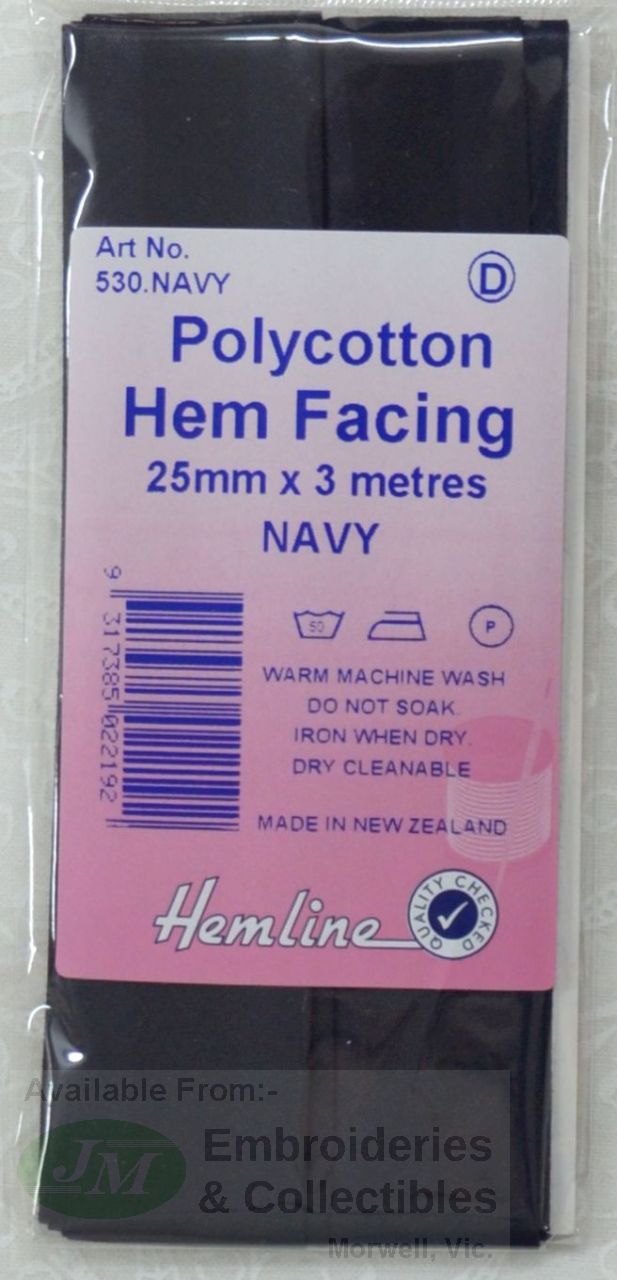 Art No.
530.NAVY
D
Polycotton
Hem Facing
25mm x 3 metres
NAVY
9 317385 022192
50
P
WARM MACHINE WASH
DO NOT SOAK.
IRON WHEN DRY.
DRY CLEANABLE
MADE IN NEW ZEALAND
Hemline
QUALITY CHECKED
Available From:-
JM
Embroideries
& Collectibles
Morwell, Vic.